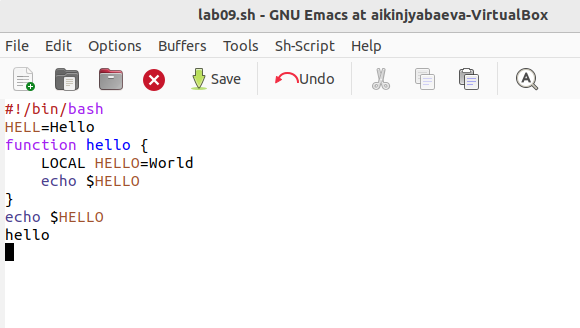 lab09.sh - GNU Emacs at aikinjyabaeva-VirtualBox
File Edit Options Buffers Tools Sh-Script Help
Save Undo
#!/bin/bash
HELL=Hello
function hello {
    LOCAL HELLO=World
    echo $HELLO
}
echo $HELLO
hello